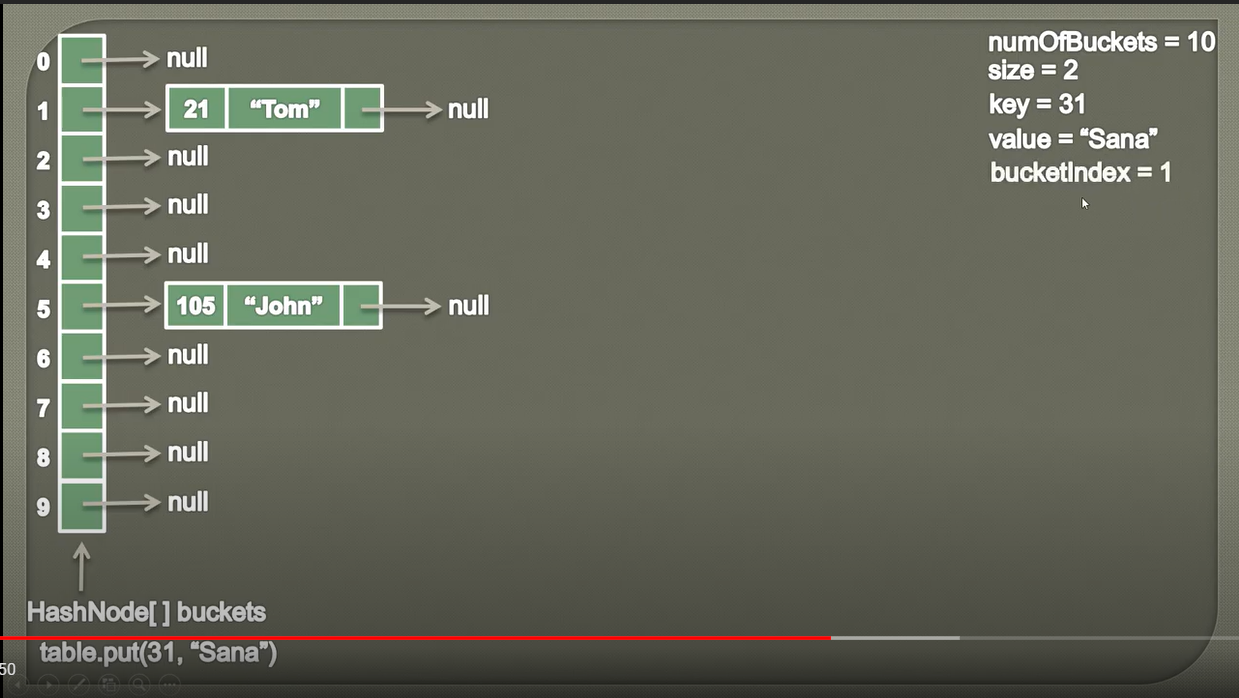 0 null
1 21 “Tom” null
2 null
3 null
4 null
5 105 “John” null
6 null
7 null
8 null
9 null
numOfBuckets = 10
size = 2
key = 31
value = “Sana”
bucketIndex = 1
HashNode[ ] buckets
table.put(31, “Sana”)
50